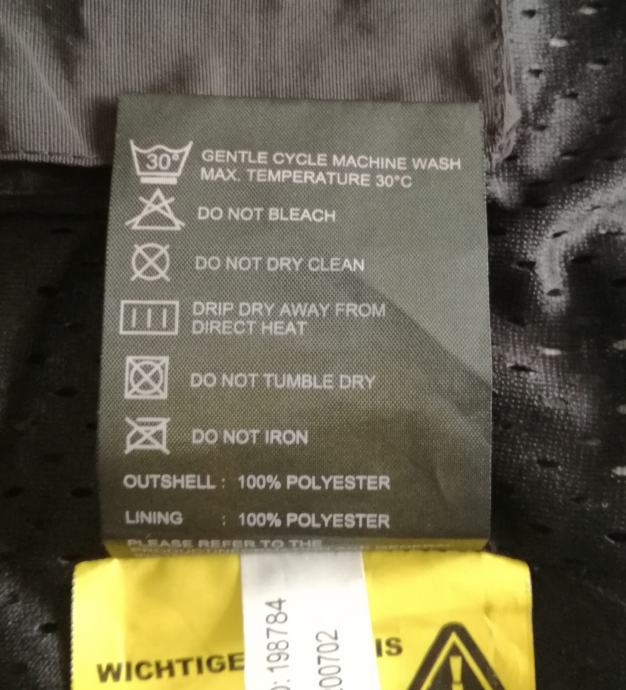 30°
GENTLE CYCLE MACHINE WASH
MAX. TEMPERATURE 30°C
DO NOT BLEACH
DO NOT DRY CLEAN
DRIP DRY AWAY FROM
DIRECT HEAT
DO NOT TUMBLE DRY
DO NOT IRON
OUTSHELL : 100% POLYESTER
LINING : 100% POLYESTER
PLEASE REFER TO THE
WICHTIGE IS
: 198784
00702